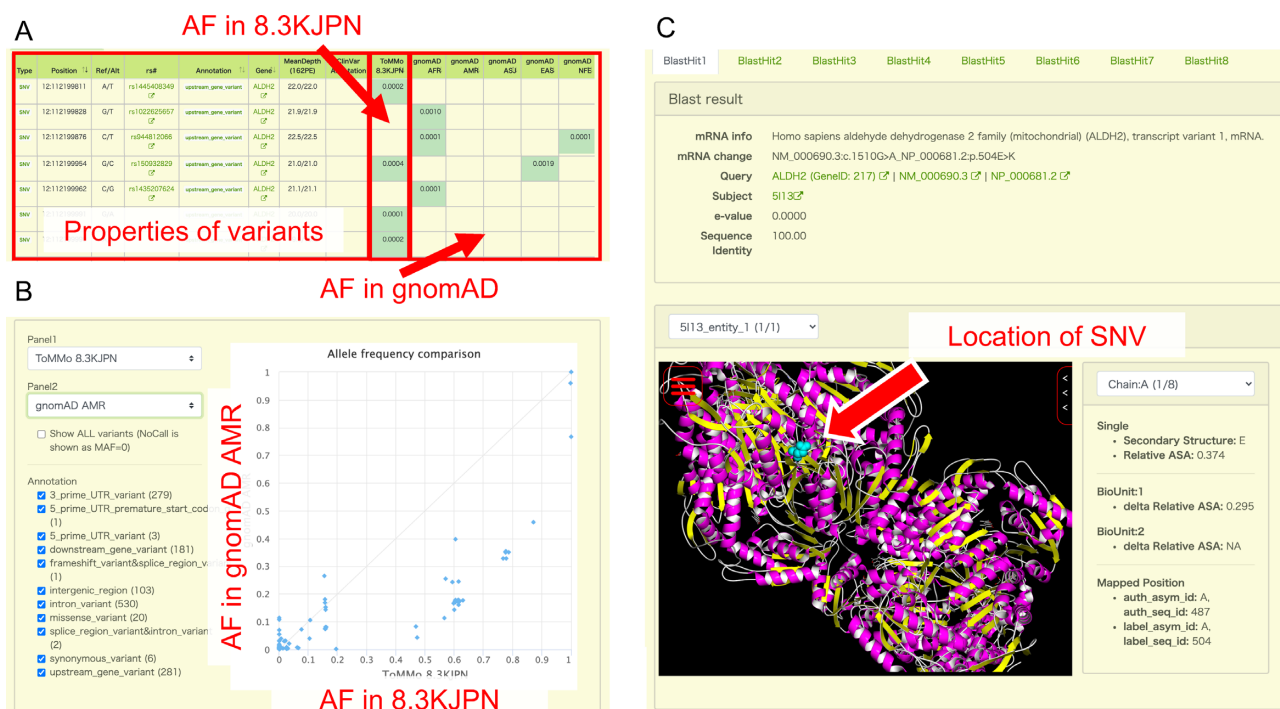 A
AF in 8.3KJPN
Type Position Ref/Alt rs# Annotation Gene MeanDepth (162PE) ClinVar ToMMo 8.3KJPN gnomAD AFR gnomAD AMR gnomAD ASJ gnomAD EAS gnomAD NFE
SNV 12:112199811 A/T rs1445408349 upstream_gene_variant ALDH2 22.0/22.0 0.0002
SNV 12:112199828 G/T rs1022625657 upstream_gene_variant ALDH2 21.9/21.9 0.0010
SNV 12:112199876 C/T rs944812066 upstream_gene_variant ALDH2 22.5/22.5 0.0001 0.0001
SNV 12:112199954 G/C rs150932829 upstream_gene_variant ALDH2 21.0/21.0 0.0004 0.0019
SNV 12:112199962 C/G rs1435207624 upstream_gene_variant ALDH2 21.1/21.1 0.0001
SNV 0.0001
SNV 0.0002
Properties of variants
AF in gnomAD
B
Panel1
ToMMo 8.3KJPN
Panel2
gnomAD AMR
Show ALL variants (NoCall is
shown as MAF=0)
Annotation
3_prime_UTR_variant (279)
5_prime_UTR_premature_start_codon
(1)
5_prime_UTR_variant (3)
downstream_gene_variant (181)
frameshift_variant&splice_region_va
(1)
intergenic_region (103)
intron_variant (530)
missense_variant (20)
splice_region_variant&intron_varian
(2)
synonymous_variant (6)
upstream_gene_variant (281)
AF in gnomAD AMR
Allele frequency comparison
1
0.9
0.8
0.7
0.6
0.5
0.4
0.3
0.2
0.1
0
0 0.1 0.2 0.3 0.4 0.5 0.6 0.7 0.8 0.9 1
ToMMo 8.3KJPN
AF in 8.3KJPN
C
BlastHit1 BlastHit2 BlastHit3 BlastHit4 BlastHit5 BlastHit6 BlastHit7 BlastHit8
Blast result
mRNA info Homo sapiens aldehyde dehydrogenase 2 family (mitochondrial) (ALDH2), transcript variant 1, mRNA.
mRNA change NM_000690.3:c.1510G>A_NP_000681.2:p.504E>K
Query ALDH2 (GeneID: 217) | NM_000690.3 | NP_000681.2
Subject 5l13
e-value 0.0000
Sequence Identity 100.00
5l13_entity_1 (1/1)
Location of SNV
<
<
<
Chain:A (1/8)
Single
Secondary Structure: E
Relative ASA: 0.374
BioUnit:1
delta Relative ASA: 0.295
BioUnit:2
delta Relative ASA: NA
Mapped Position
auth_asym_id: A,
auth_seq_id: 487
label_asym_id: A,
label_seq_id: 504